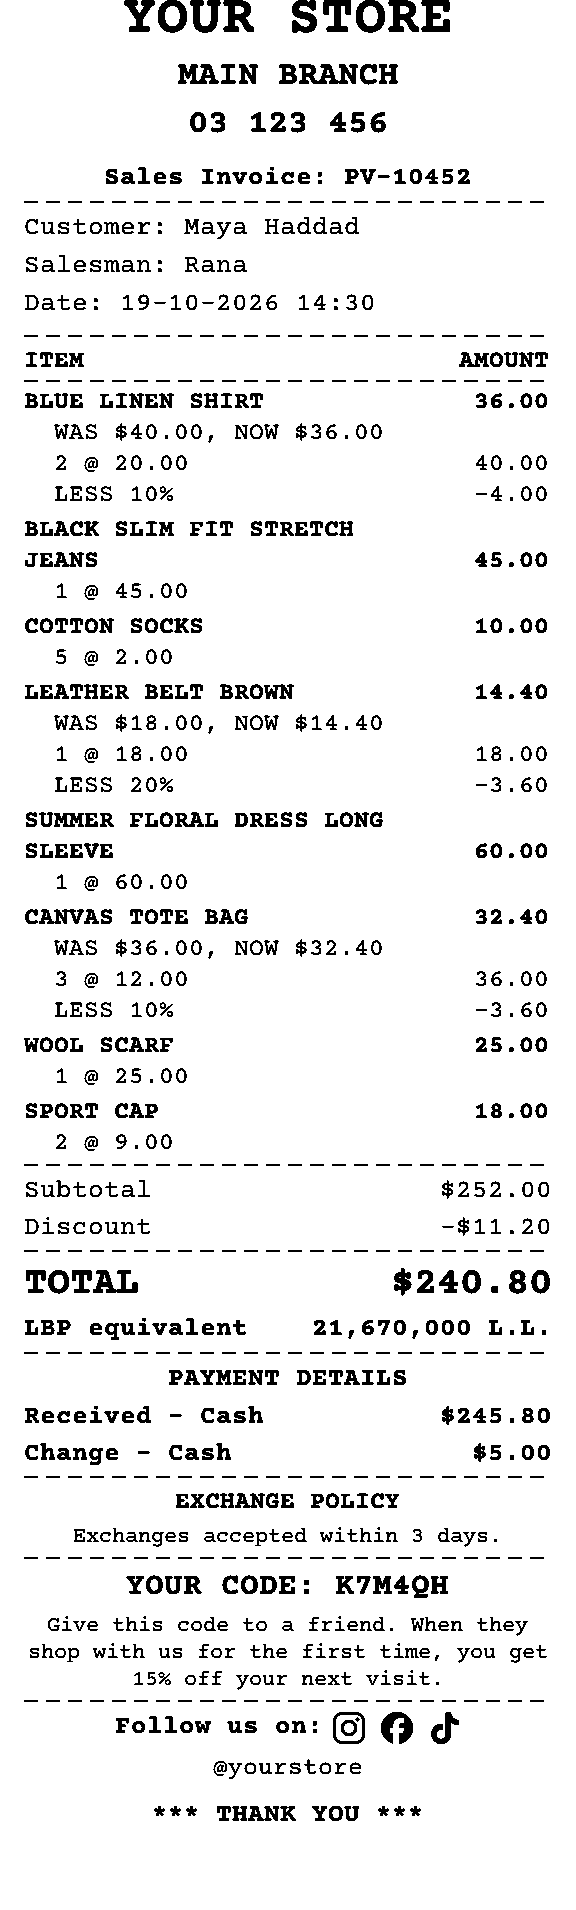 YOUR STORE
MAIN BRANCH
03 123 456
Sales Invoice: PV-10452
Customer: Maya Haddad
Salesman: Rana
Date: 19-10-2026 14:30
ITEM AMOUNT
BLUE LINEN SHIRT 36.00
WAS $40.00, NOW $36.00
2 @ 20.00 40.00
LESS 10% -4.00
BLACK SLIM FIT STRETCH
JEANS 45.00
1 @ 45.00
COTTON SOCKS 10.00
5 @ 2.00
LEATHER BELT BROWN 14.40
WAS $18.00, NOW $14.40
1 @ 18.00 18.00
LESS 20% -3.60
SUMMER FLORAL DRESS LONG
SLEEVE 60.00
1 @ 60.00
CANVAS TOTE BAG 32.40
WAS $36.00, NOW $32.40
3 @ 12.00 36.00
LESS 10% -3.60
WOOL SCARF 25.00
1 @ 25.00
SPORT CAP 18.00
2 @ 9.00
Subtotal $252.00
Discount -$11.20
TOTAL $240.80
LBP equivalent 21,670,000 L.L.
PAYMENT DETAILS
Received - Cash $245.80
Change - Cash $5.00
EXCHANGE POLICY
Exchanges accepted within 3 days.
YOUR CODE: K7M4QH
Give this code to a friend. When they
shop with us for the first time, you get
15% off your next visit.
Follow us on:
@yourstore
*** THANK YOU ***